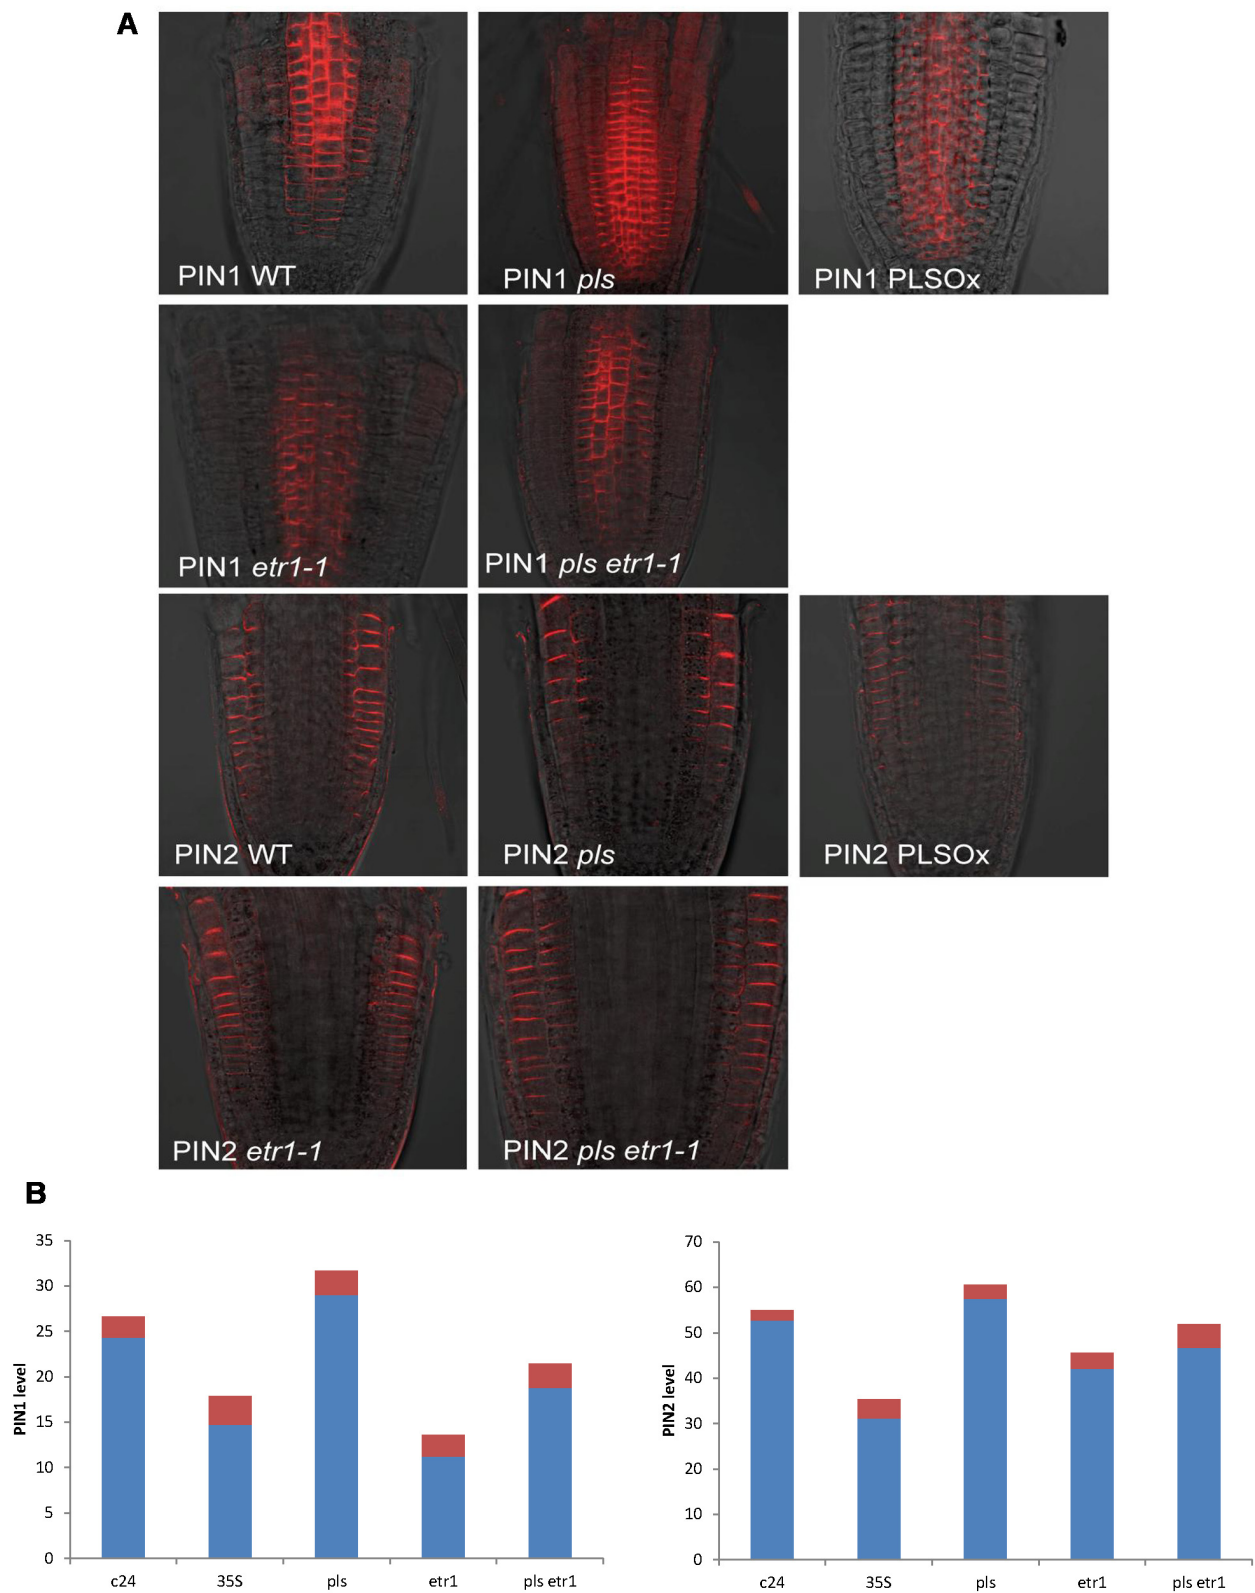 A
PIN1 WT
PIN1 pls
PIN1 PLSOx
PIN1 etr1-1
PIN1 pls etr1-1
PIN2 WT
PIN2 pls
PIN2 PLSOx
PIN2 etr1-1
PIN2 pls etr1-1
B
PIN1 level
35
30
25
20
15
10
5
0
c24 35S pls etr1 pls etr1
PIN2 level
70
60
50
40
30
20
10
0
c24 35S pls etr1 pls etr1